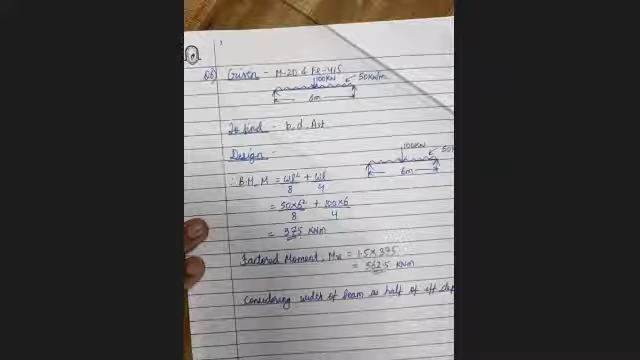 Q6) Given - M-20 & Fe-415
100KN
50KN/m
6m
To find - b, d, Ast
Design -
100KN
50
6m
∴ B.M, M = wl²/8 + wl/4
= 50×6²/8 + 100×6/4
= 375 KNm
Factored Moment, Mu = 1.5×375
= 562.5 KNm
Considering width of beam as half of eff. dep